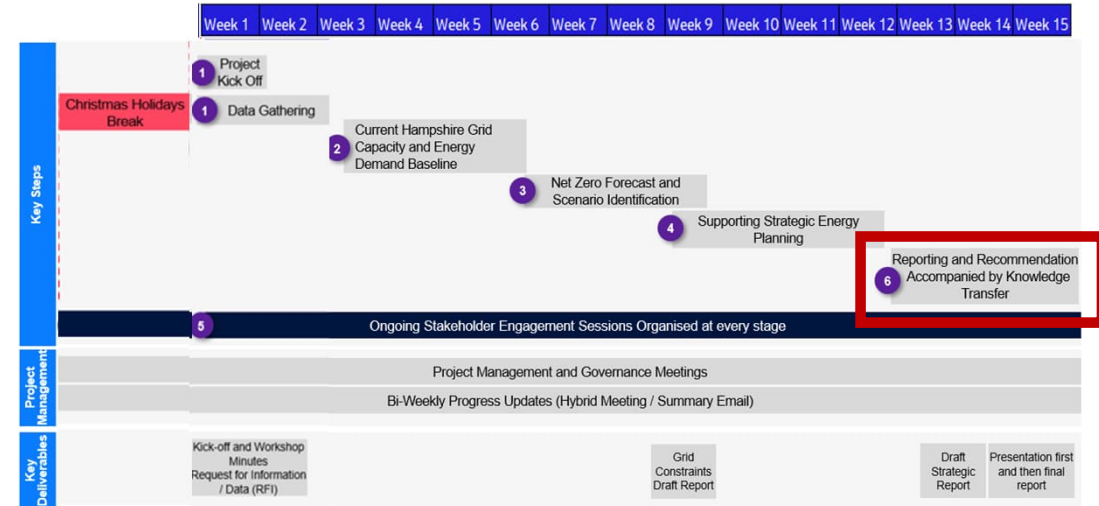 Week 1 Week 2 Week 3 Week 4 Week 5 Week 6 Week 7 Week 8 Week 9 Week 10 Week 11 Week 12 Week 13 Week 14 Week 15
Key Steps
1
Project
Kick Off
Christmas Holidays
Break
1
Data Gathering
2
Current Hampshire Grid
Capacity and Energy
Demand Baseline
3
Net Zero Forecast and
Scenario Identification
4
Supporting Strategic Energy
Planning
6
Reporting and Recommendation
Accompanied by Knowledge
Transfer
5
Ongoing Stakeholder Engagement Sessions Organised at every stage
Project
Management
Project Management and Governance Meetings
Bi-Weekly Progress Updates (Hybrid Meeting / Summary Email)
Key
Deliverables
Kick-off and Workshop
Minutes
Request for Information
/ Data (RFI)
Grid
Constraints
Draft Report
Draft
Strategic
Report
Presentation first
and then final
report